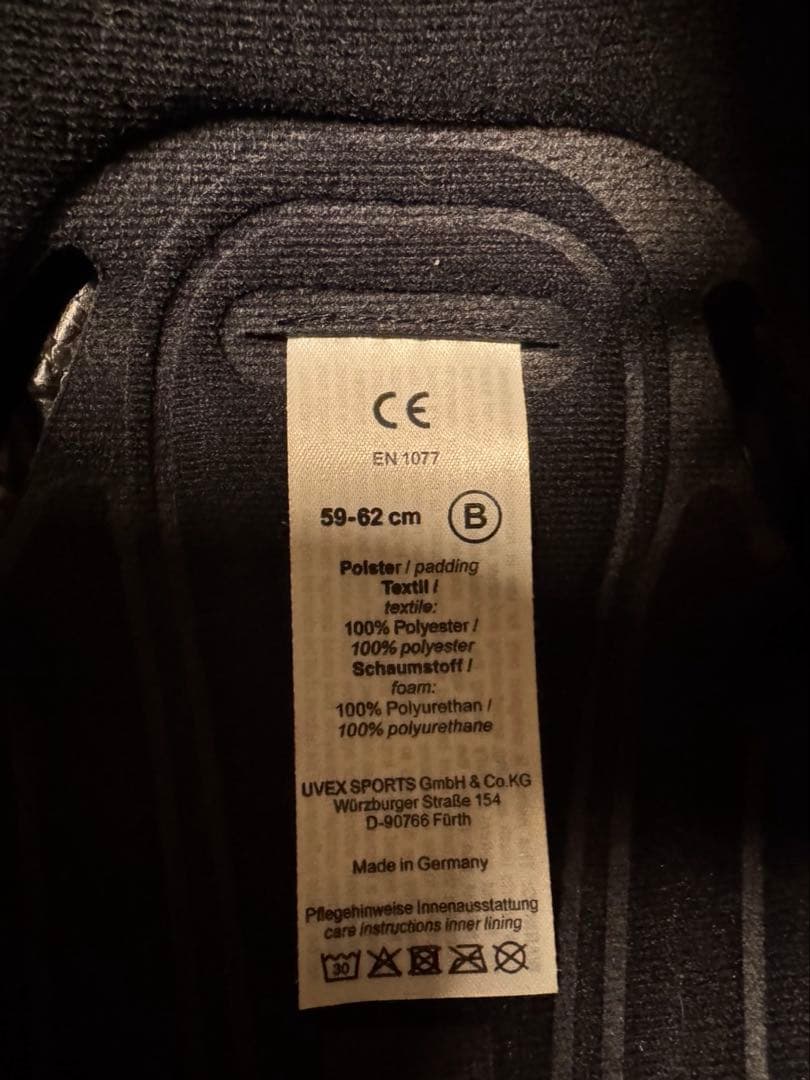 CE
EN 1077
59-62 cm B
Polster / padding
Textil /
textile:
100% Polyester /
100% polyester
Schaumstoff /
foam:
100% Polyurethan /
100% polyurethane
UVEX SPORTS GmbH & Co.KG
Würzburger Straße 154
D-90766 Fürth
Made in Germany
Pflegehinweise Innenausstattung
care instructions inner lining
30